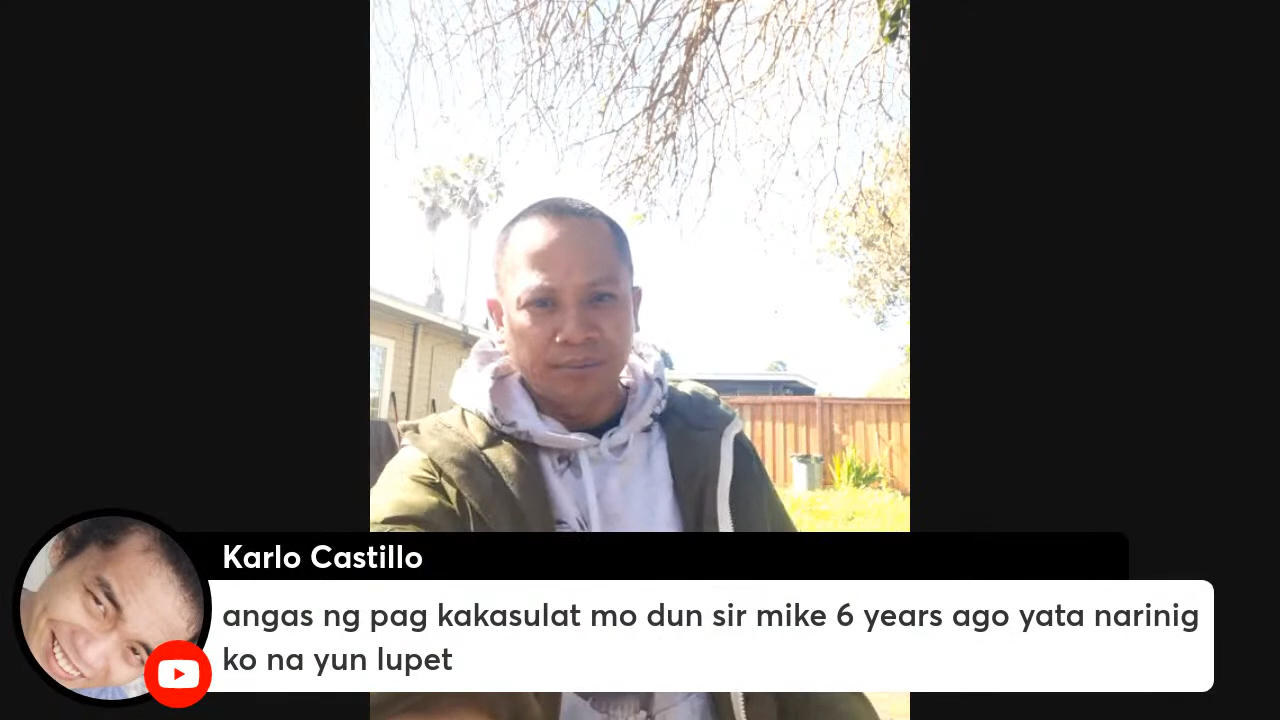 Karlo Castillo
angas ng pag kakasulat mo dun sir mike 6 years ago yata narinig
ko na yun lupet